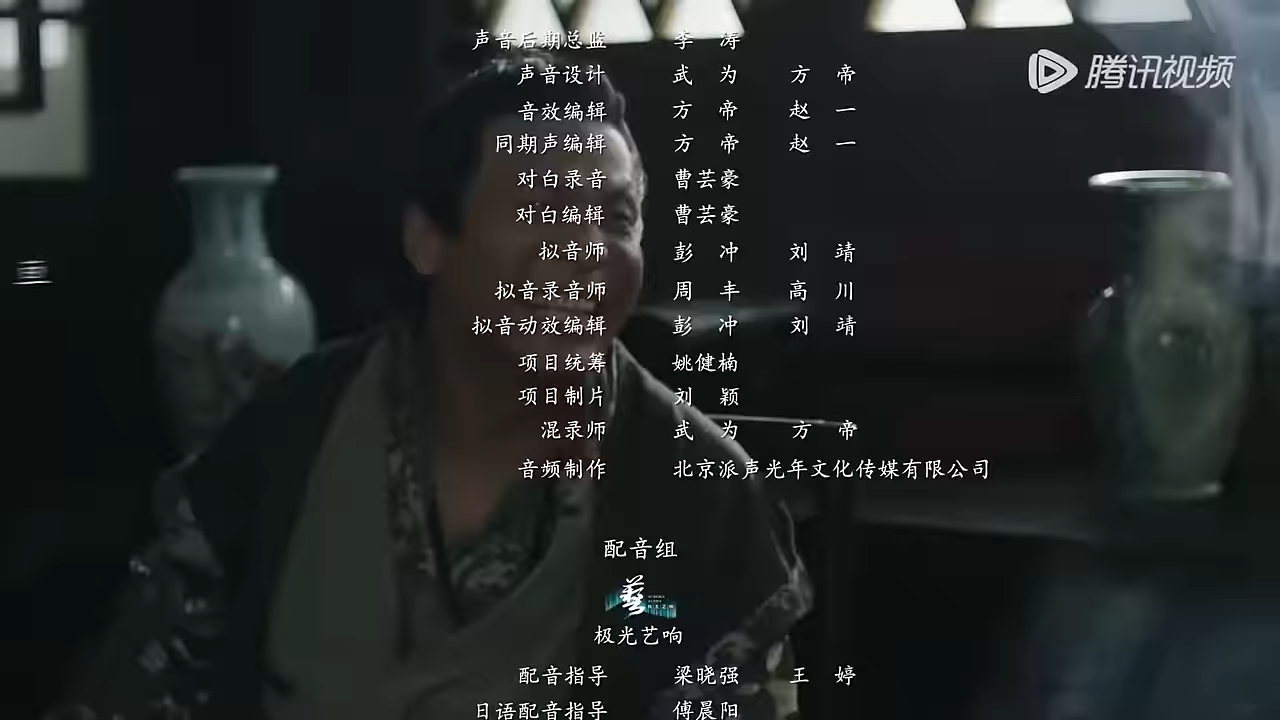 声音后期总监 李涛
腾讯视频
声音设计 武为 方帝
音效编辑 方帝 赵一
同期声编辑 方帝 赵一
对白录音 曹芸豪
对白编辑 曹芸豪
拟音师 彭冲 刘靖
拟音录音师 周丰 高川
拟音动效编辑 彭冲 刘靖
项目统筹 姚健楠
项目制片 刘颖
混录师 武为 方帝
音频制作 北京派声光年文化传媒有限公司
配音组
极光艺响
配音指导 梁晓强 王婷
日语配音指导 傅晨阳